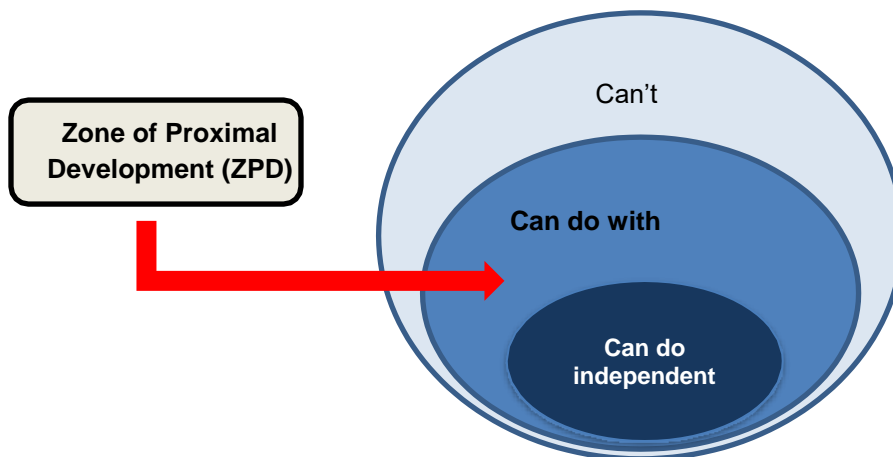 Can’t
Zone of Proximal
Development (ZPD)
Can do with
Can do
independent